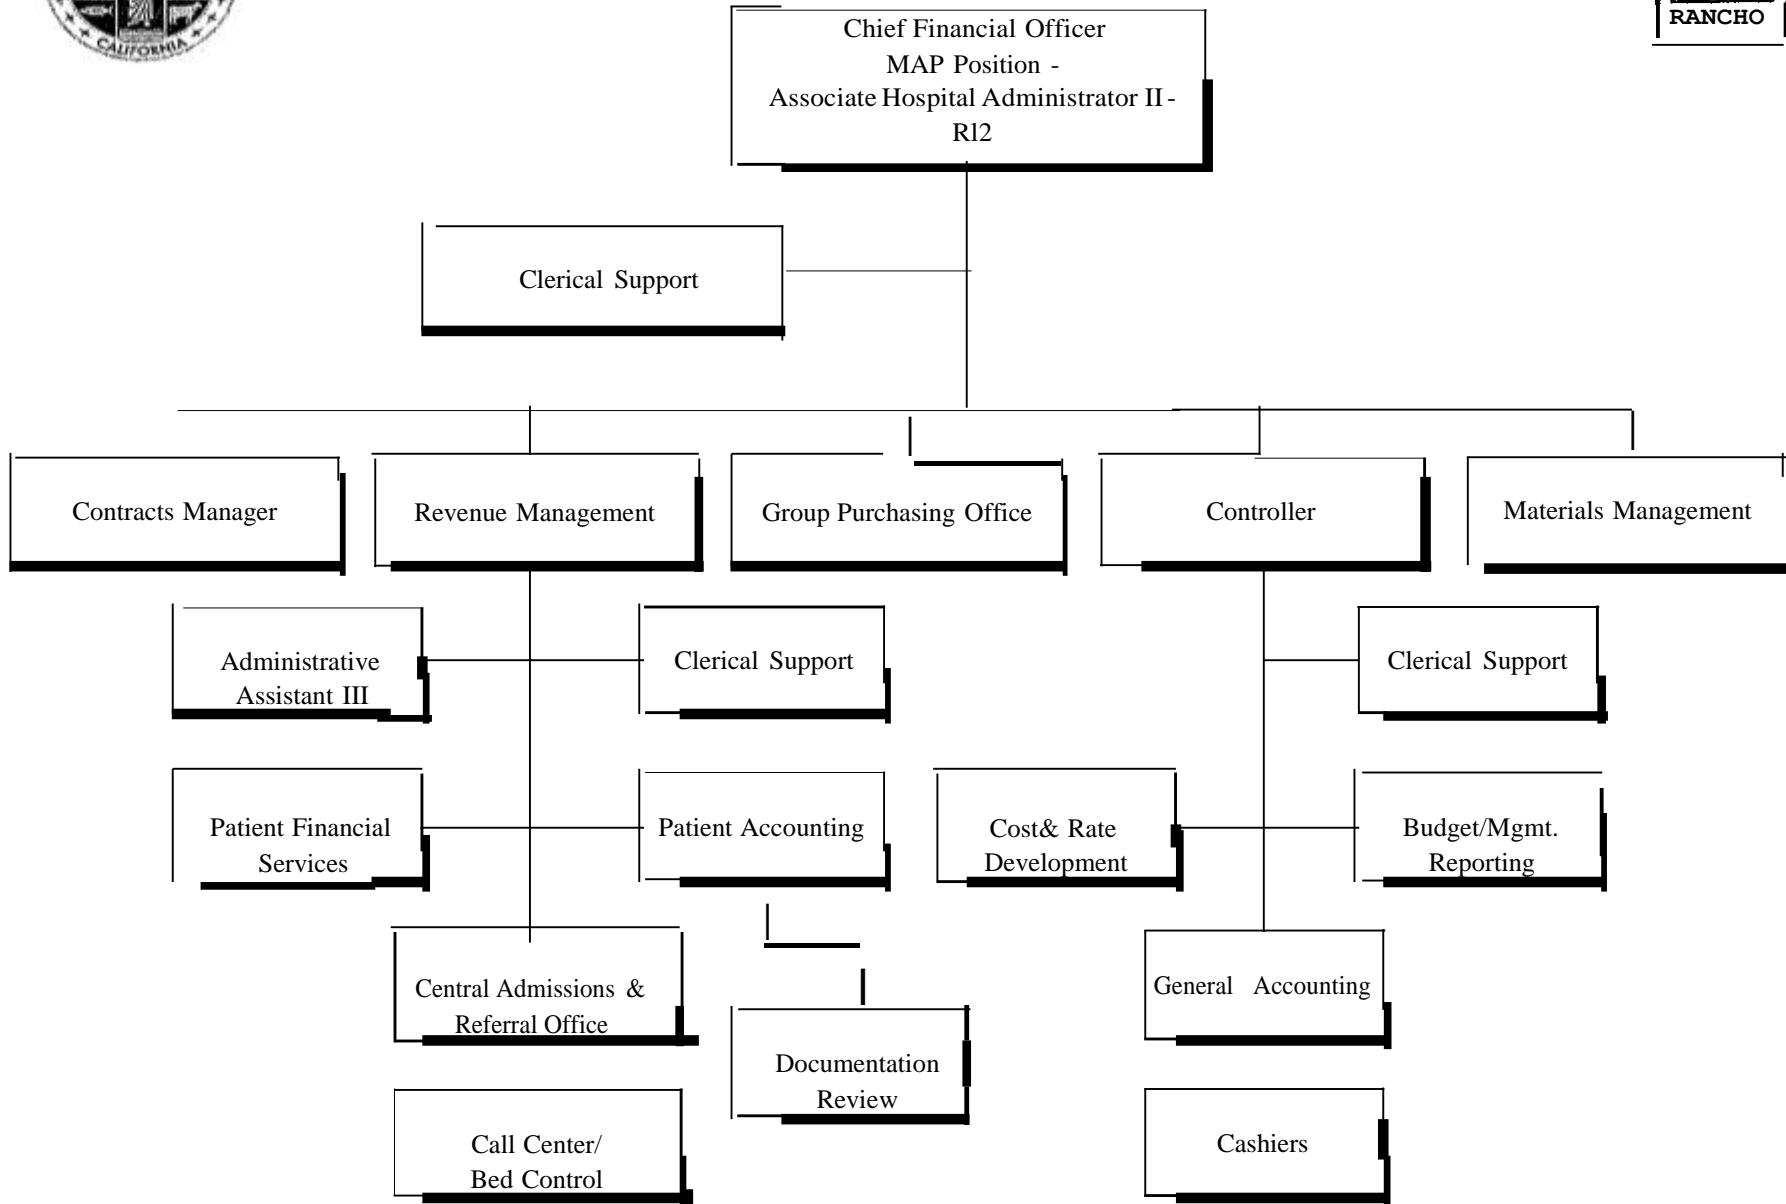 CALIFORNIA
RANCHO
Chief Financial Officer
MAP Position -
Associate Hospital Administrator II -
Rl2
Clerical Support
Contracts Manager
Revenue Management
Group Purchasing Office
Controller
Materials Management
Administrative
Assistant III
Clerical Support
Clerical Support
Patient Financial
Services
Patient Accounting
Cost& Rate
Development
Budget/Mgmt.
Reporting
Central Admissions &
Referral Office
General Accounting
Documentation
Review
Call Center/
Bed Control
Cashiers